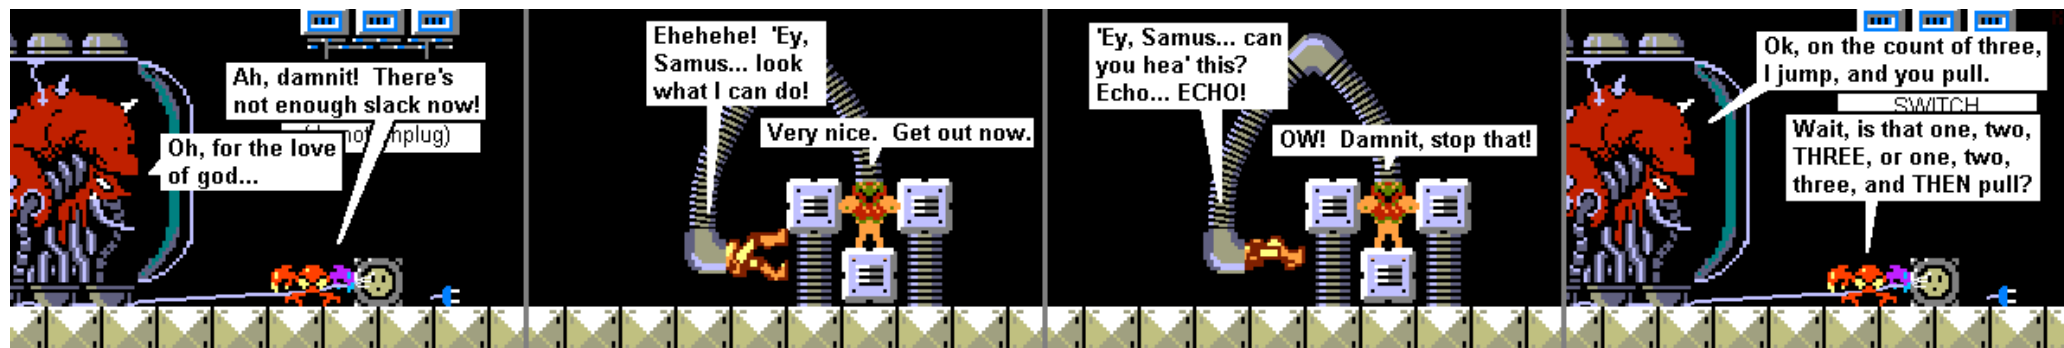 Ah, damnit!  There's
not enough slack now!
(do not unplug)
Oh, for the love
of god...
Ehehehe!  'Ey,
Samus... look
what I can do!
Very nice.  Get out now.
'Ey, Samus... can
you hea' this?
Echo... ECHO!
OW!  Damnit, stop that!
Ok, on the count of three,
I jump, and you pull.
SWITCH
Wait, is that one, two,
THREE, or one, two,
three, and THEN pull?